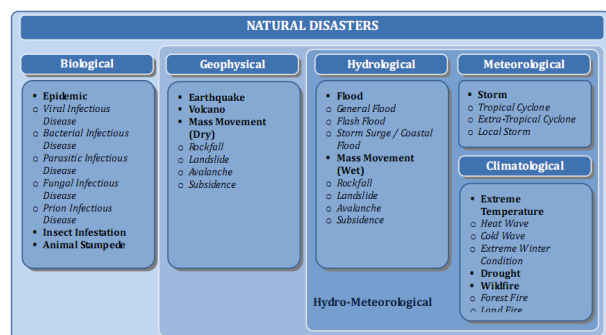 NATURAL DISASTERS
Biological
▪ Epidemic
o Viral Infectious
Disease
o Bacterial Infectious
Disease
o Parasitic Infectious
Disease
o Fungal Infectious
Disease
o Prion Infectious
Disease
▪ Insect Infestation
▪ Animal Stampede
Geophysical
▪ Earthquake
▪ Volcano
▪ Mass Movement
(Dry)
o Rockfall
o Landslide
o Avalanche
o Subsidence
Hydrological
▪ Flood
o General Flood
o Flash Flood
o Storm Surge / Coastal
Flood
▪ Mass Movement
(Wet)
o Rockfall
o Landslide
o Avalanche
o Subsidence
Meteorological
▪ Storm
o Tropical Cyclone
o Extra-Tropical Cyclone
o Local Storm
Climatological
▪ Extreme
Temperature
o Heat Wave
o Cold Wave
o Extreme Winter
Condition
▪ Drought
▪ Wildfire
o Forest Fire
o Land Fire
Hydro-Meteorological